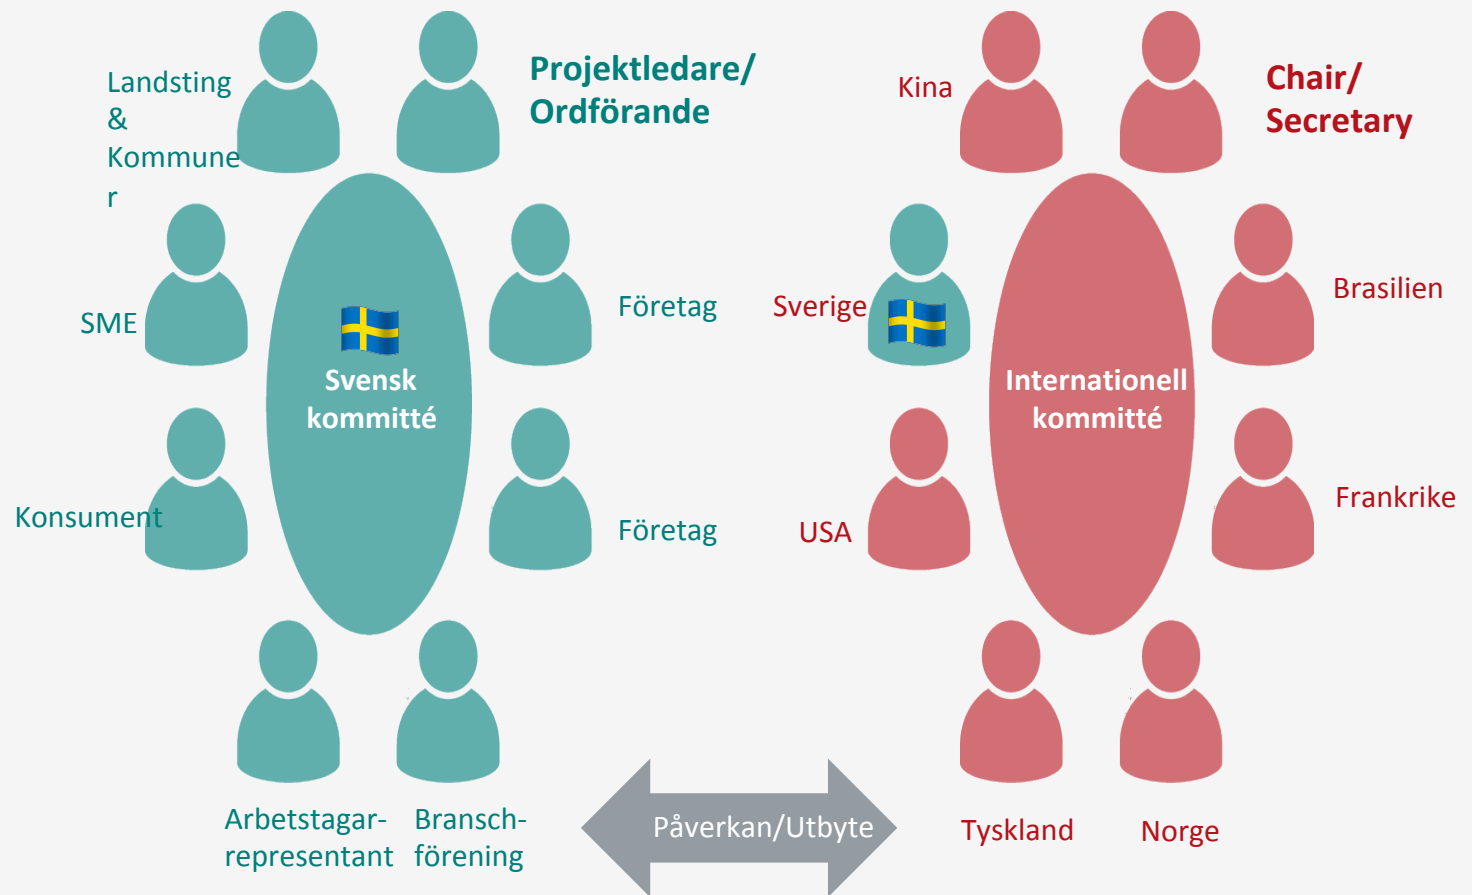 Landsting
&
Kommune
r
Projektledare/
Ordförande
SME
Svensk
kommitté
Företag
Konsument
Företag
Arbetstagar-
representant
Bransch-
förening
Påverkan/Utbyte
Kina
Chair/
Secretary
Sverige
Internationell
kommitté
Brasilien
USA
Frankrike
Tyskland
Norge